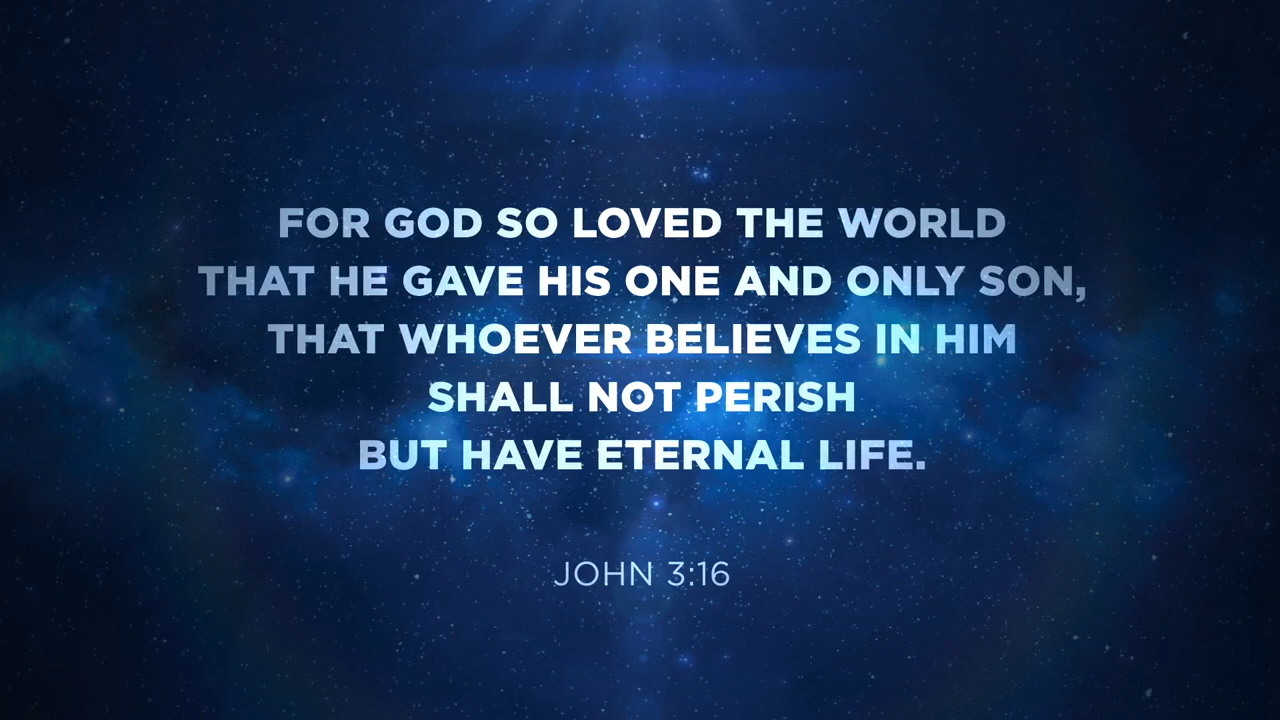 FOR GOD SO LOVED THE WORLD
THAT HE GAVE HIS ONE AND ONLY SON,
THAT WHOEVER BELIEVES IN HIM
SHALL NOT PERISH
BUT HAVE ETERNAL LIFE.
JOHN 3:16